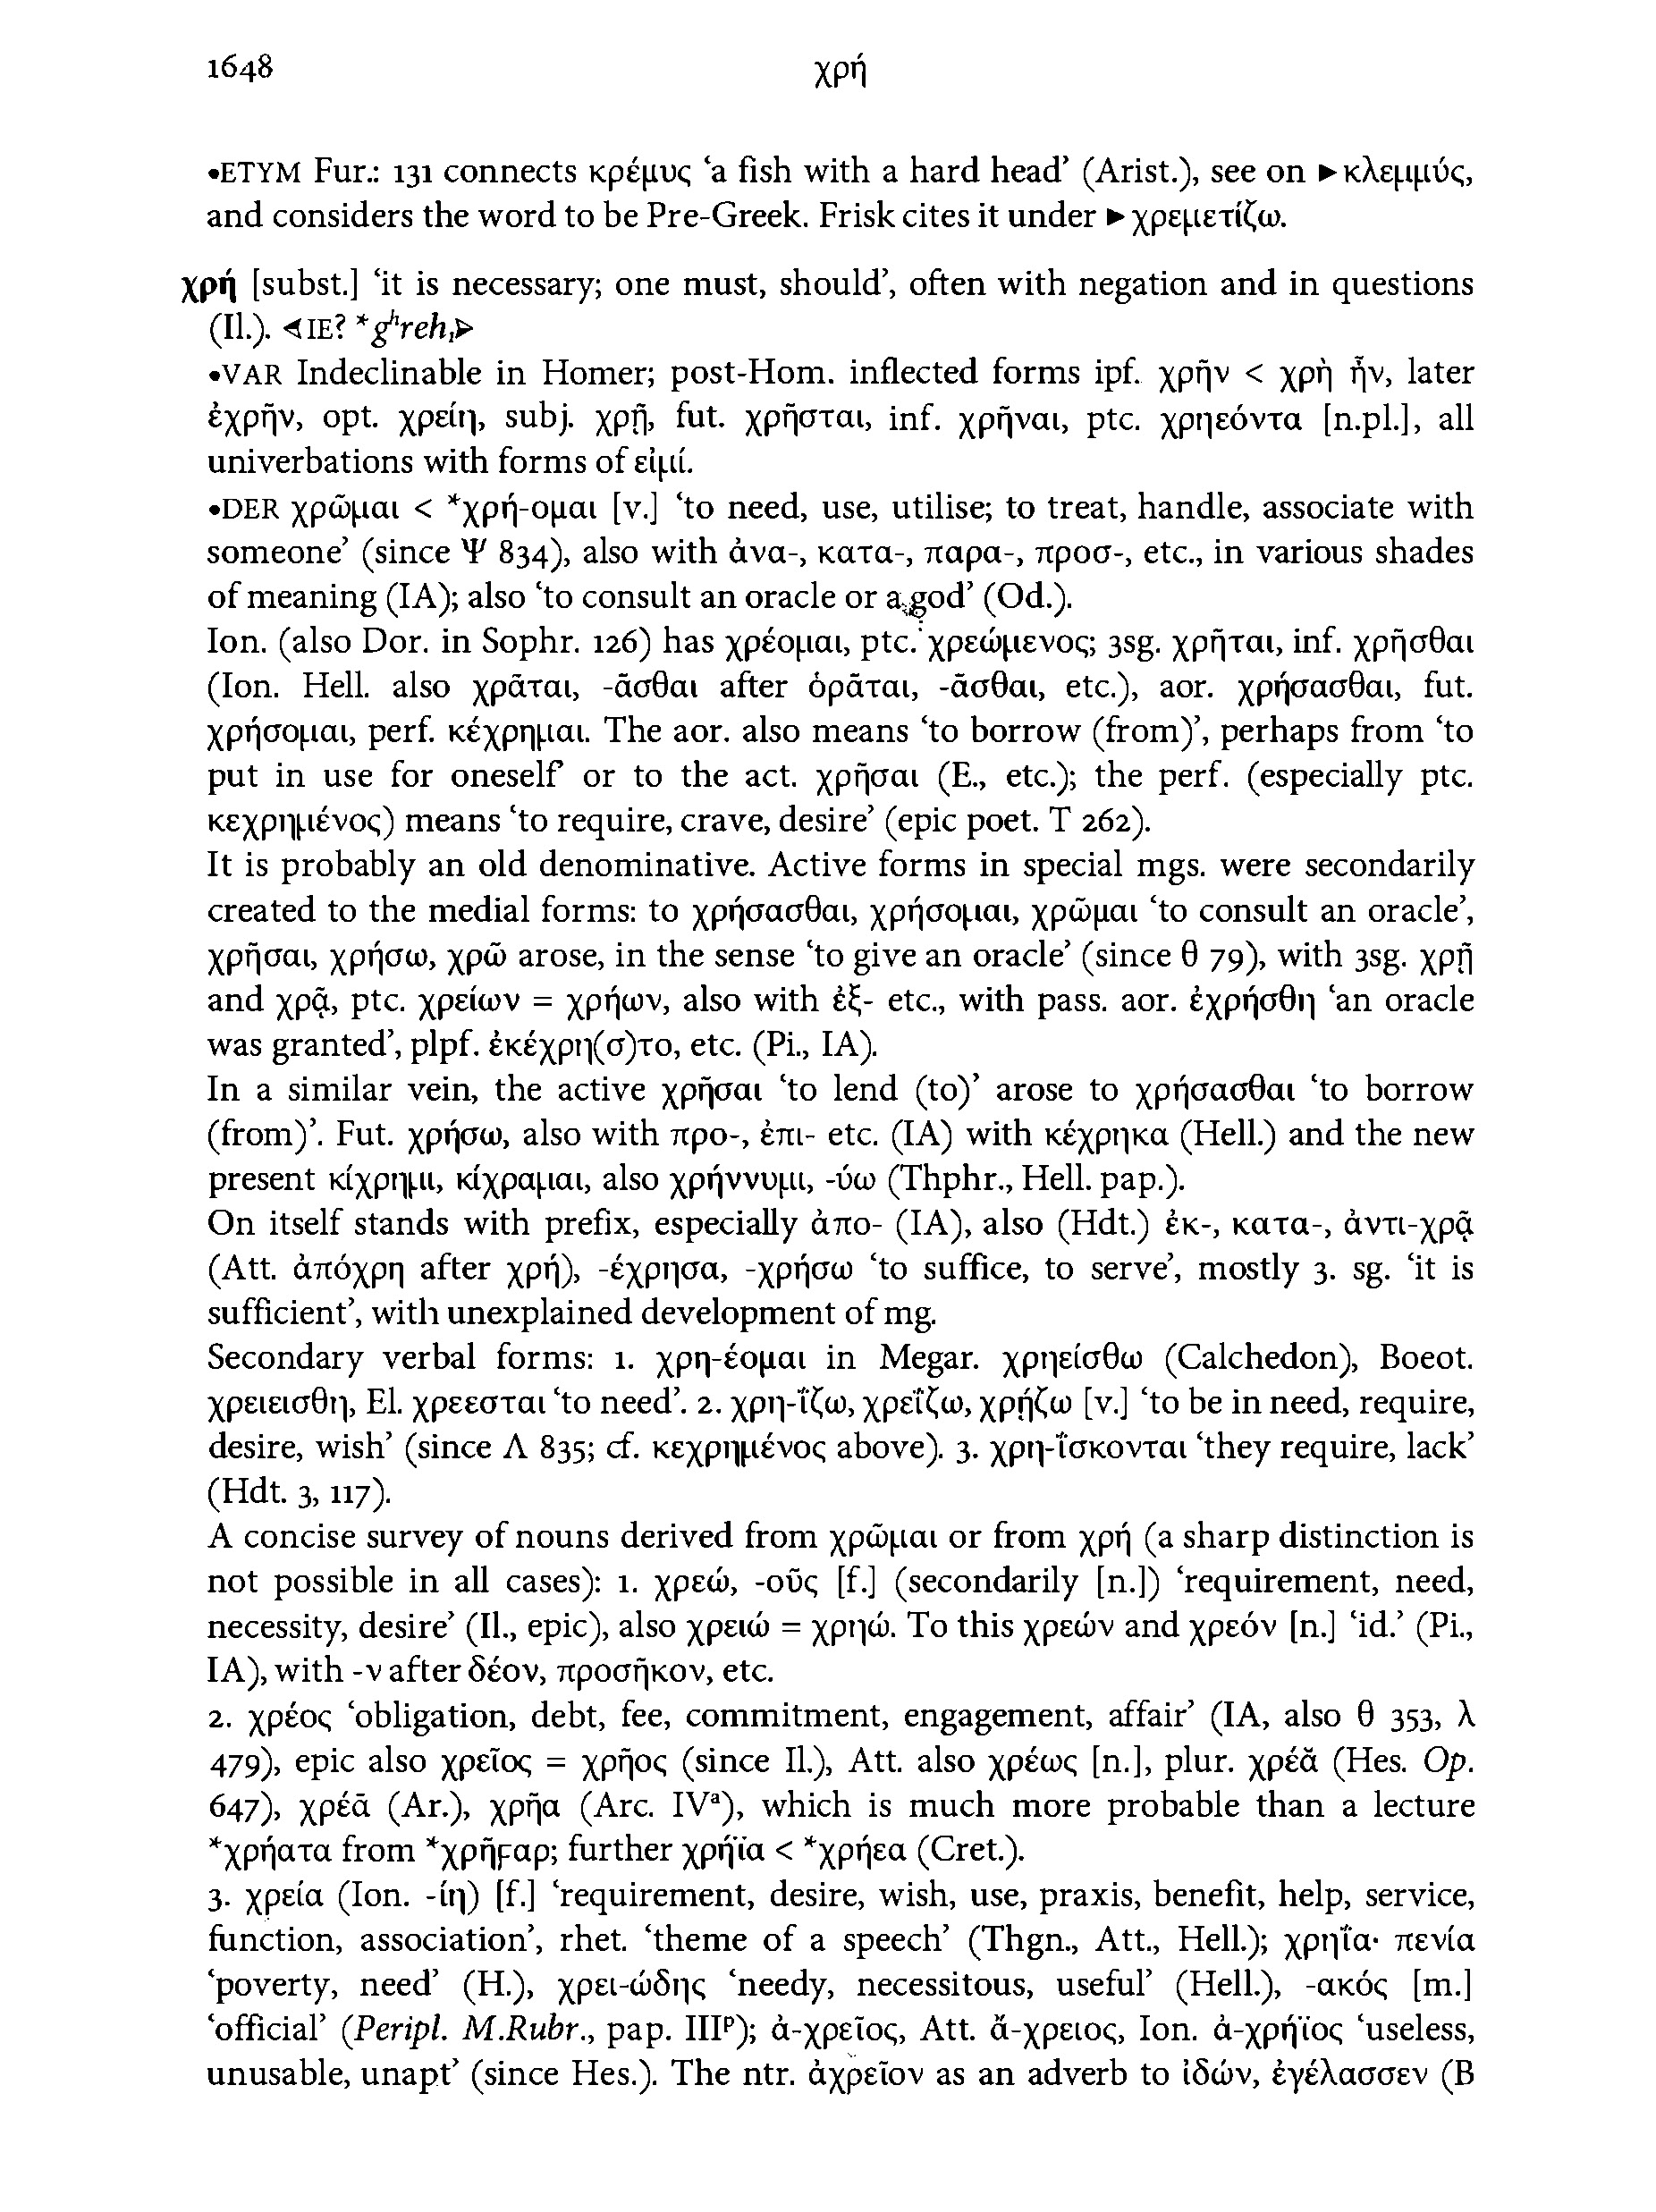 1648
χρή
•ETYM Fur.: 131 connects κρέμυς ‘a fish with a hard head’ (Arist.), see on ►κλεμμύς,
and considers the word to be Pre-Greek. Frisk cites it under ►χρεμετίζω.
χρή [subst.] ‘it is necessary; one must, should’, often with negation and in questions
(Il.). ◄IE? *gʰreh₁►
•VAR Indeclinable in Homer; post-Hom. inflected forms ipf. χρῆν < χρὴ ἦν, later
ἐχρῆν, opt. χρείη, subj. χρῇ, fut. χρῆσται, inf. χρῆναι, ptc. χρηεόντα [n.pl.], all
univerbations with forms of εἰμί.
•DER χρῶμαι < *χρή-ομαι [v.] ‘to need, use, utilise; to treat, handle, associate with
someone’ (since Ψ 834), also with ἀνα-, κατα-, παρα-, προσ-, etc., in various shades
of meaning (IA); also ‘to consult an oracle or a god’ (Od.).
Ion. (also Dor. in Sophr. 126) has χρέομαι, ptc. χρεώμενος; 3sg. χρῆται, inf. χρῆσθαι
(Ion. Hell. also χρᾶται, -ᾶσθαι after ὁρᾶται, -ᾶσθαι, etc.), aor. χρήσασθαι, fut.
χρήσομαι, perf. κέχρημαι. The aor. also means ‘to borrow (from)’, perhaps from ‘to
put in use for oneself’ or to the act. χρῆσαι (E., etc.); the perf. (especially ptc.
κεχρημένος) means ‘to require, crave, desire’ (epic poet. Τ 262).
It is probably an old denominative. Active forms in special mgs. were secondarily
created to the medial forms: to χρήσασθαι, χρήσομαι, χρῶμαι ‘to consult an oracle’,
χρῆσαι, χρήσω, χρῶ arose, in the sense ‘to give an oracle’ (since θ 79), with 3sg. χρῇ
and χρᾷ, ptc. χρείων = χρήων, also with ἐξ- etc., with pass. aor. ἐχρήσθη ‘an oracle
was granted’, plpf. ἐκέχρη(σ)το, etc. (Pi., IA).
In a similar vein, the active χρῆσαι ‘to lend (to)’ arose to χρήσασθαι ‘to borrow
(from)’. Fut. χρήσω, also with προ-, ἐπι- etc. (IA) with κέχρηκα (Hell.) and the new
present κίχρημι, κίχραμαι, also χρήννυμι, -ύω (Thphr., Hell. pap.).
On itself stands with prefix, especially ἀπο- (IA), also (Hdt.) ἐκ-, κατα-, ἀντι-χρᾷ
(Att. ἀπόχρη after χρή), -έχρησα, -χρήσω ‘to suffice, to serve’, mostly 3. sg. ‘it is
sufficient’, with unexplained development of mg.
Secondary verbal forms: 1. χρη-έομαι in Megar. χρηείσθω (Calchedon), Boeot.
χρειεισθη, El. χρεεσται ‘to need’. 2. χρη-ΐζω, χρεΐζω, χρῄζω [v.] ‘to be in need, require,
desire, wish’ (since Λ 835; cf. κεχρημένος above). 3. χρη-ΐσκονται ‘they require, lack’
(Hdt. 3, 117).
A concise survey of nouns derived from χρῶμαι or from χρή (a sharp distinction is
not possible in all cases): 1. χρεώ, -οῦς [f.] (secondarily [n.]) ‘requirement, need,
necessity, desire’ (Il., epic), also χρειώ = χρηώ. To this χρεών and χρεόν [n.] ‘id.’ (Pi.,
IA), with -ν after δέον, προσῆκον, etc.
2. χρέος ‘obligation, debt, fee, commitment, engagement, affair’ (IA, also θ 353, λ
479), epic also χρεῖος = χρῆος (since Il.), Att. also χρέως [n.], plur. χρέᾰ (Hes. Op.
647), χρέᾱ (Ar.), χρῆα (Arc. IVᵃ), which is much more probable than a lecture
*χρήατα from *χρῆϝαρ; further χρήϊα < *χρήεα (Cret.).
3. χρεία (Ion. -ίη) [f.] ‘requirement, desire, wish, use, praxis, benefit, help, service,
function, association’, rhet. ‘theme of a speech’ (Thgn., Att., Hell.); χρηΐα· πενία
‘poverty, need’ (H.), χρει-ώδης ‘needy, necessitous, useful’ (Hell.), -ακός [m.]
‘official’ (Peripl. M.Rubr., pap. IIIᵖ); ἀ-χρεῖος, Att. ἄ-χρειος, Ion. ἀ-χρήϊος ‘useless,
unusable, unapt’ (since Hes.). The ntr. ἀχρεῖον as an adverb to ἰδών, ἐγέλασσεν (Β